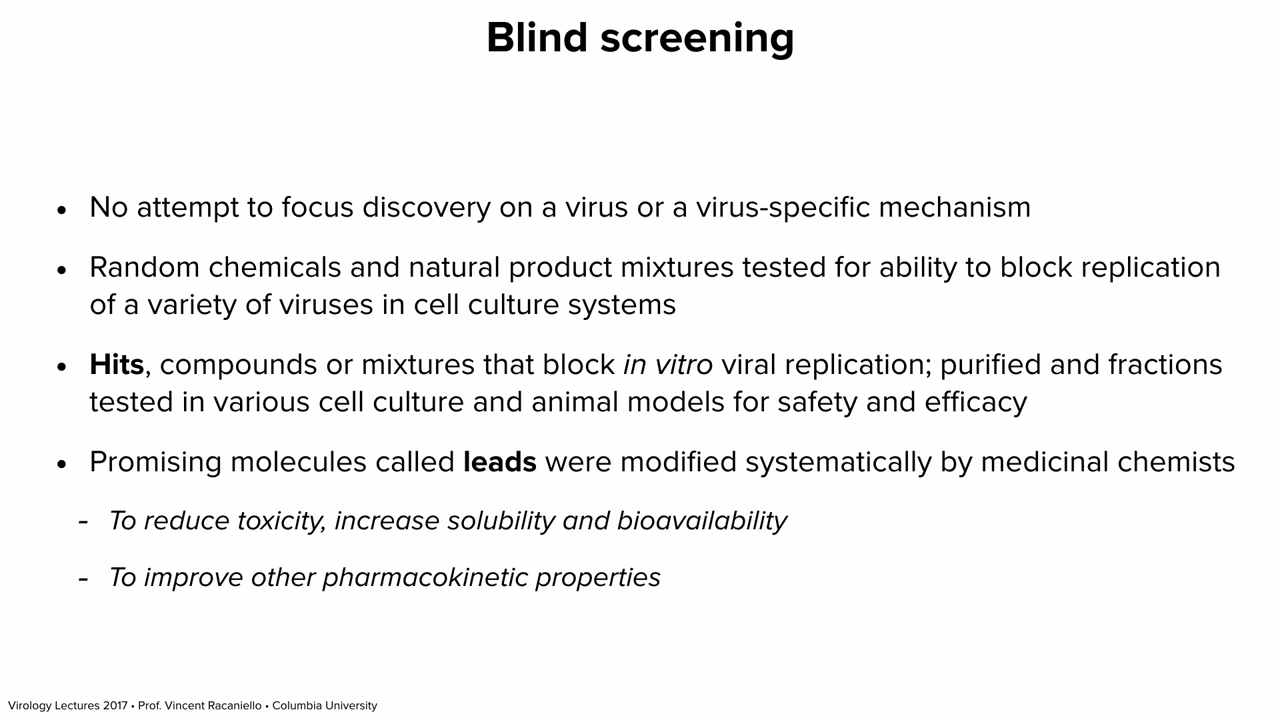 Blind screening
• No attempt to focus discovery on a virus or a virus-specific mechanism
• Random chemicals and natural product mixtures tested for ability to block replication
of a variety of viruses in cell culture systems
• Hits, compounds or mixtures that block in vitro viral replication; purified and fractions
tested in various cell culture and animal models for safety and efficacy
• Promising molecules called leads were modified systematically by medicinal chemists
- To reduce toxicity, increase solubility and bioavailability
- To improve other pharmacokinetic properties
Virology Lectures 2017 • Prof. Vincent Racaniello • Columbia University